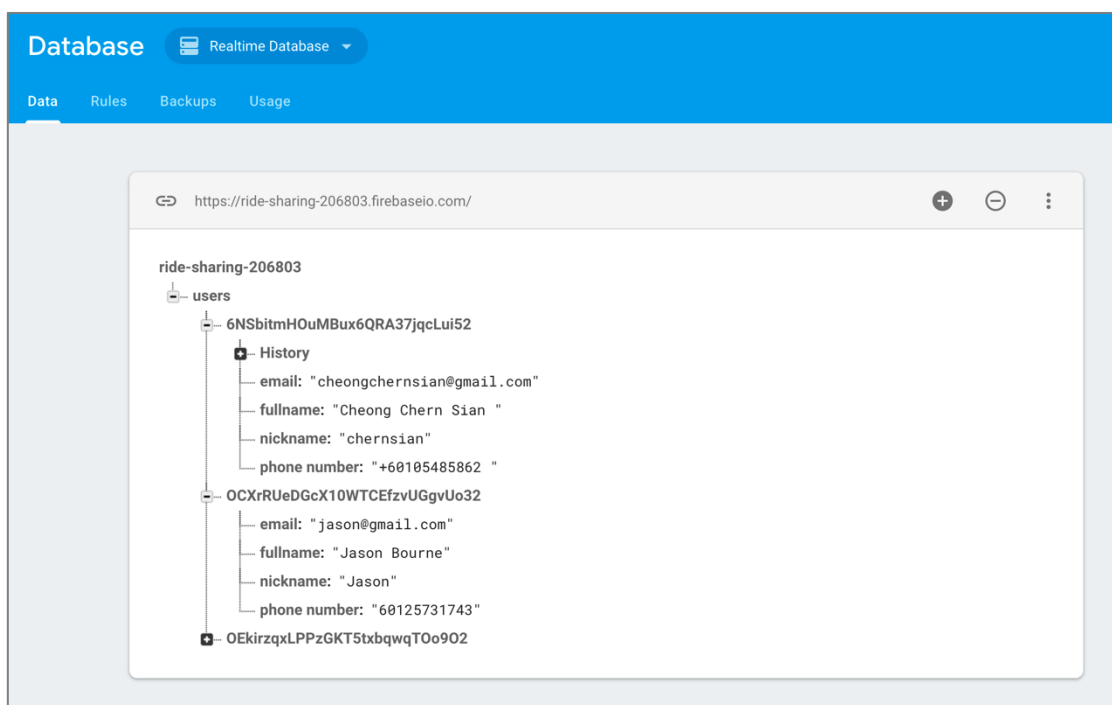 Database Realtime Database
Data Rules Backups Usage
https://ride-sharing-206803.firebaseio.com/
ride-sharing-206803
users
6NSbitmHOuMBux6QRA37jqcLui52
History
email: "cheongchernsian@gmail.com"
fullname: "Cheong Chern Sian "
nickname: "chernsian"
phone number: "+60105485862 "
OCXrRUeDGcX10WTCEfzvUGgvUo32
email: "jason@gmail.com"
fullname: "Jason Bourne"
nickname: "Jason"
phone number: "60125731743"
OEkirzqxLPPzGKT5txbqwqTOo9O2